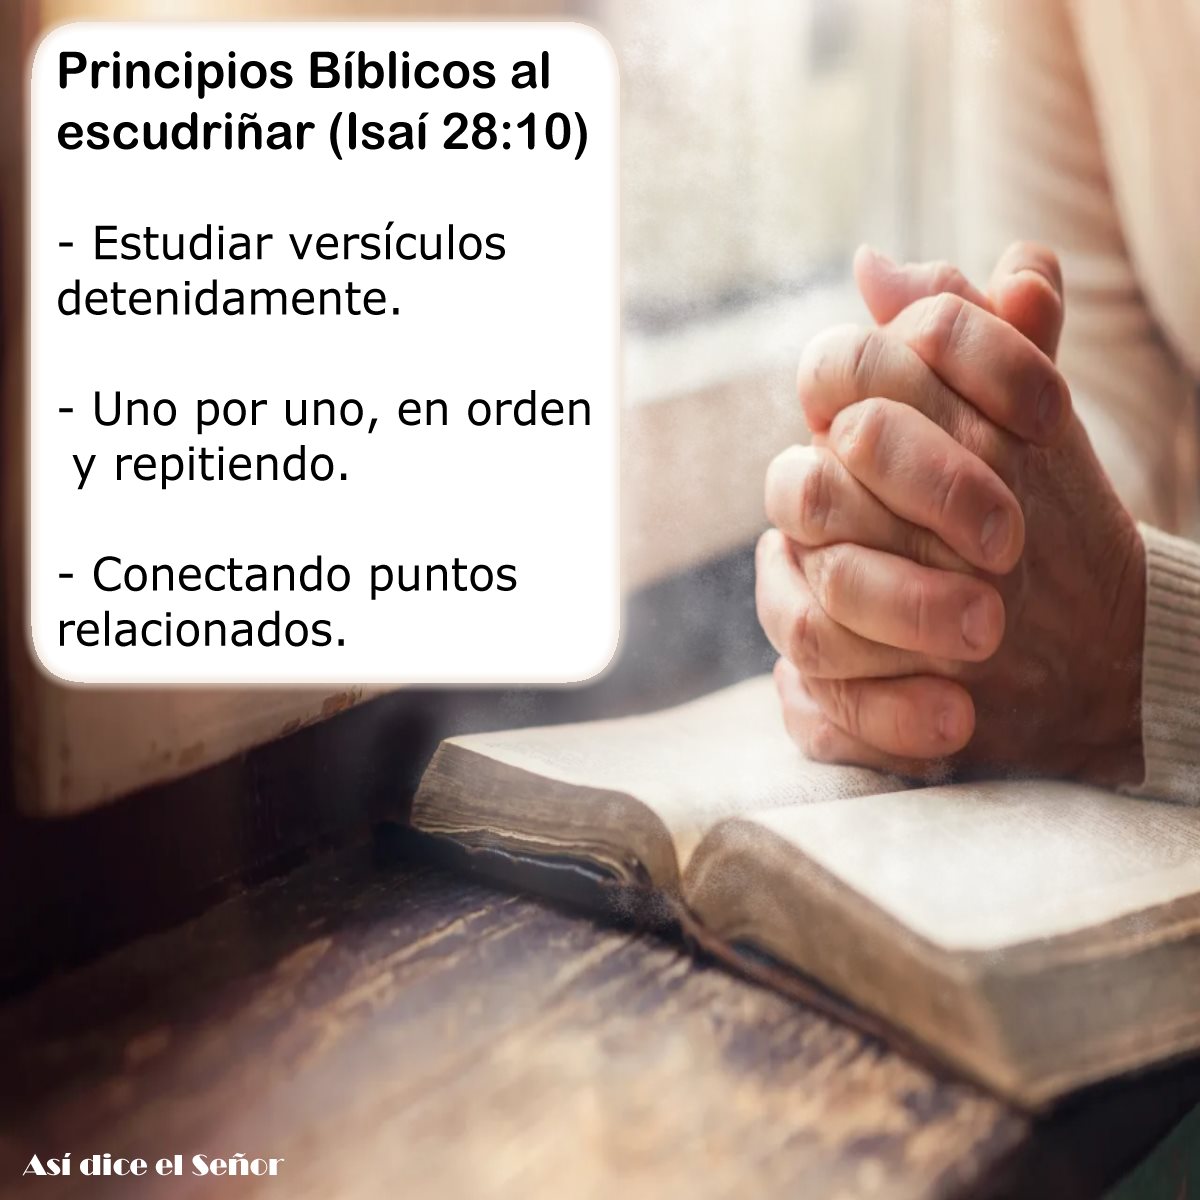 Principios Bíblicos al
escudriñar (Isaí 28:10)
- Estudiar versículos
detenidamente.
- Uno por uno, en orden
y repitiendo.
- Conectando puntos
relacionados.
Así dice el Señor